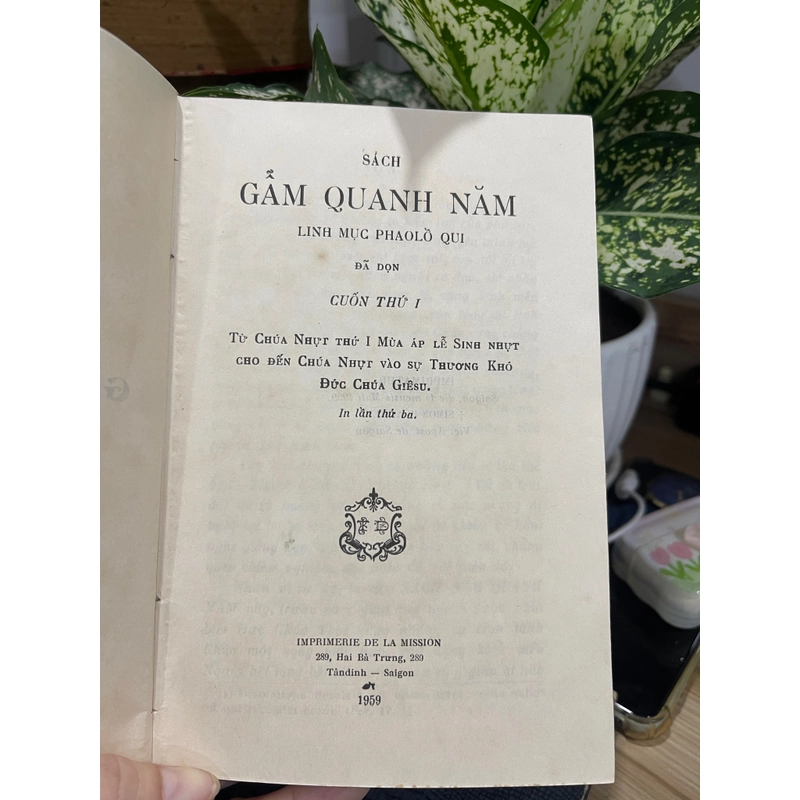 SÁCH
GẪM QUANH NĂM
LINH MỤC PHAOLỒ QUI
ĐÃ DỌN
CUỐN THỨ I
TỪ CHÚA NHỰT THỨ I MÙA ÁP LỄ SINH NHỰT
CHO ĐẾN CHÚA NHỰT VÀO SỰ THƯƠNG KHÓ
ĐỨC CHÚA GIÊSU.
In lần thứ ba.
IMPRIMERIE DE LA MISSION
289, Hai Bà Trưng, 289
Tândinh — Saigon
1959